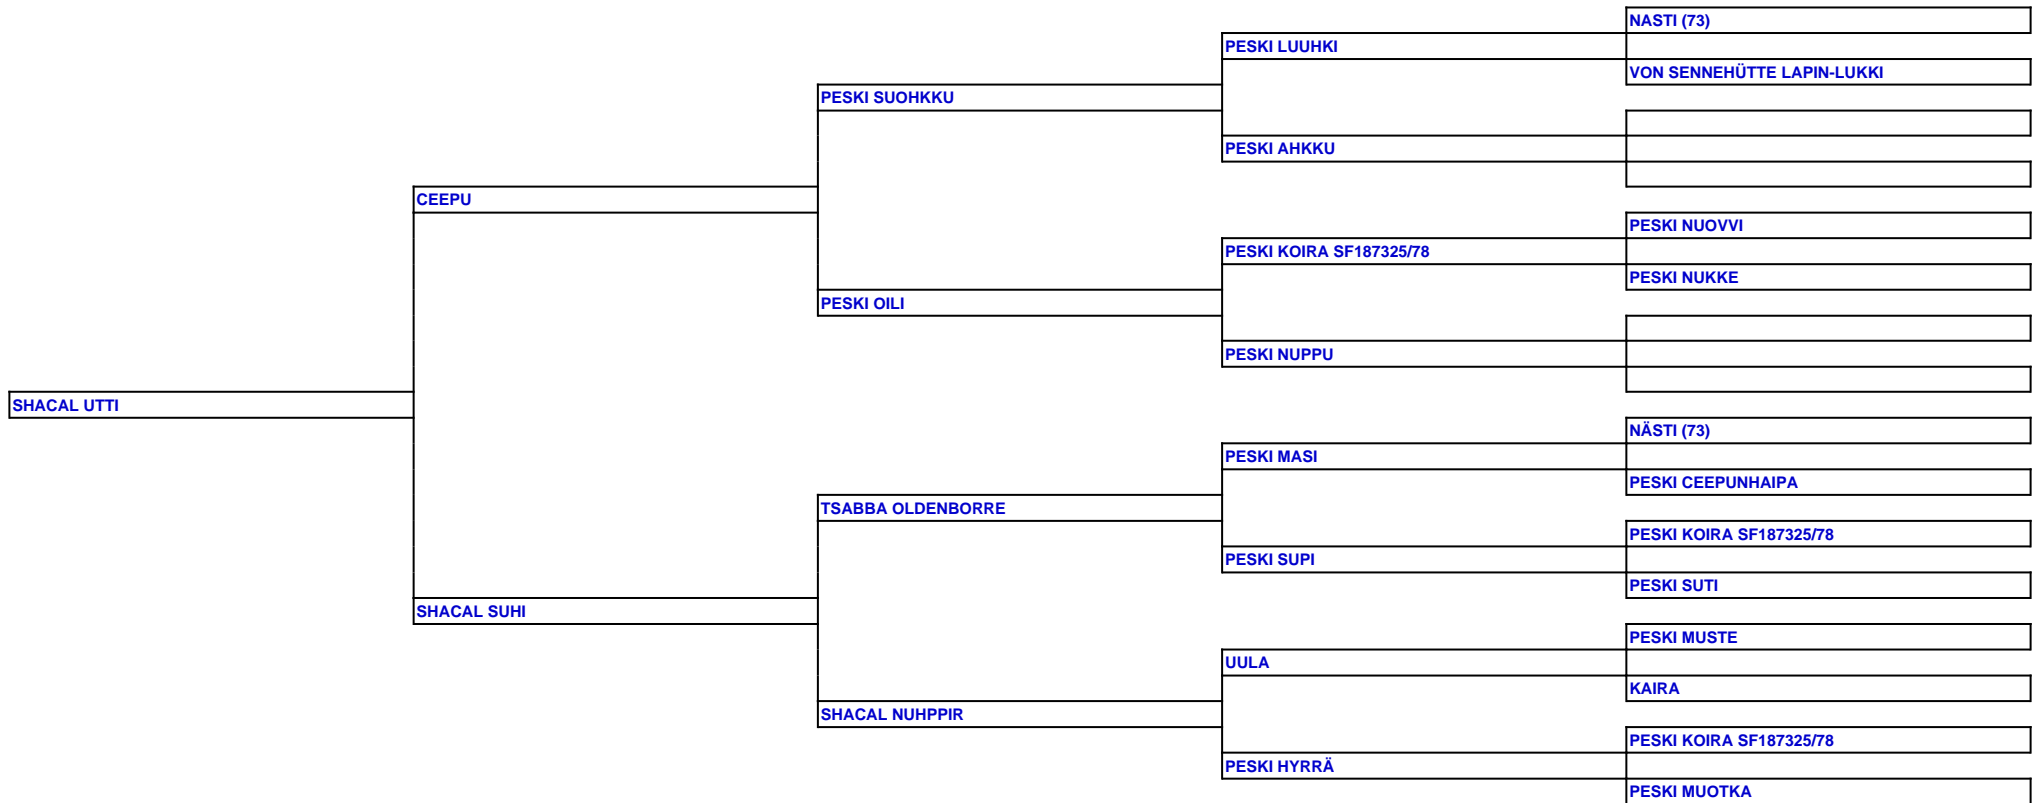 NASTI (73)
PESKI LUUHKI
VON SENNEHÜTTE LAPIN-LUKKI
PESKI SUOHKKU
PESKI AHKKU
CEEPU
PESKI NUOVVI
PESKI KOIRA SF187325/78
PESKI NUKKE
PESKI OILI
PESKI NUPPU
SHACAL UTTI
NÄSTI (73)
PESKI MASI
PESKI CEEPUNHAIPA
TSABBA OLDENBORRE
PESKI KOIRA SF187325/78
PESKI SUPI
PESKI SUTI
SHACAL SUHI
PESKI MUSTE
UULA
KAIRA
SHACAL NUHPPIR
PESKI KOIRA SF187325/78
PESKI HYRRÄ
PESKI MUOTKA